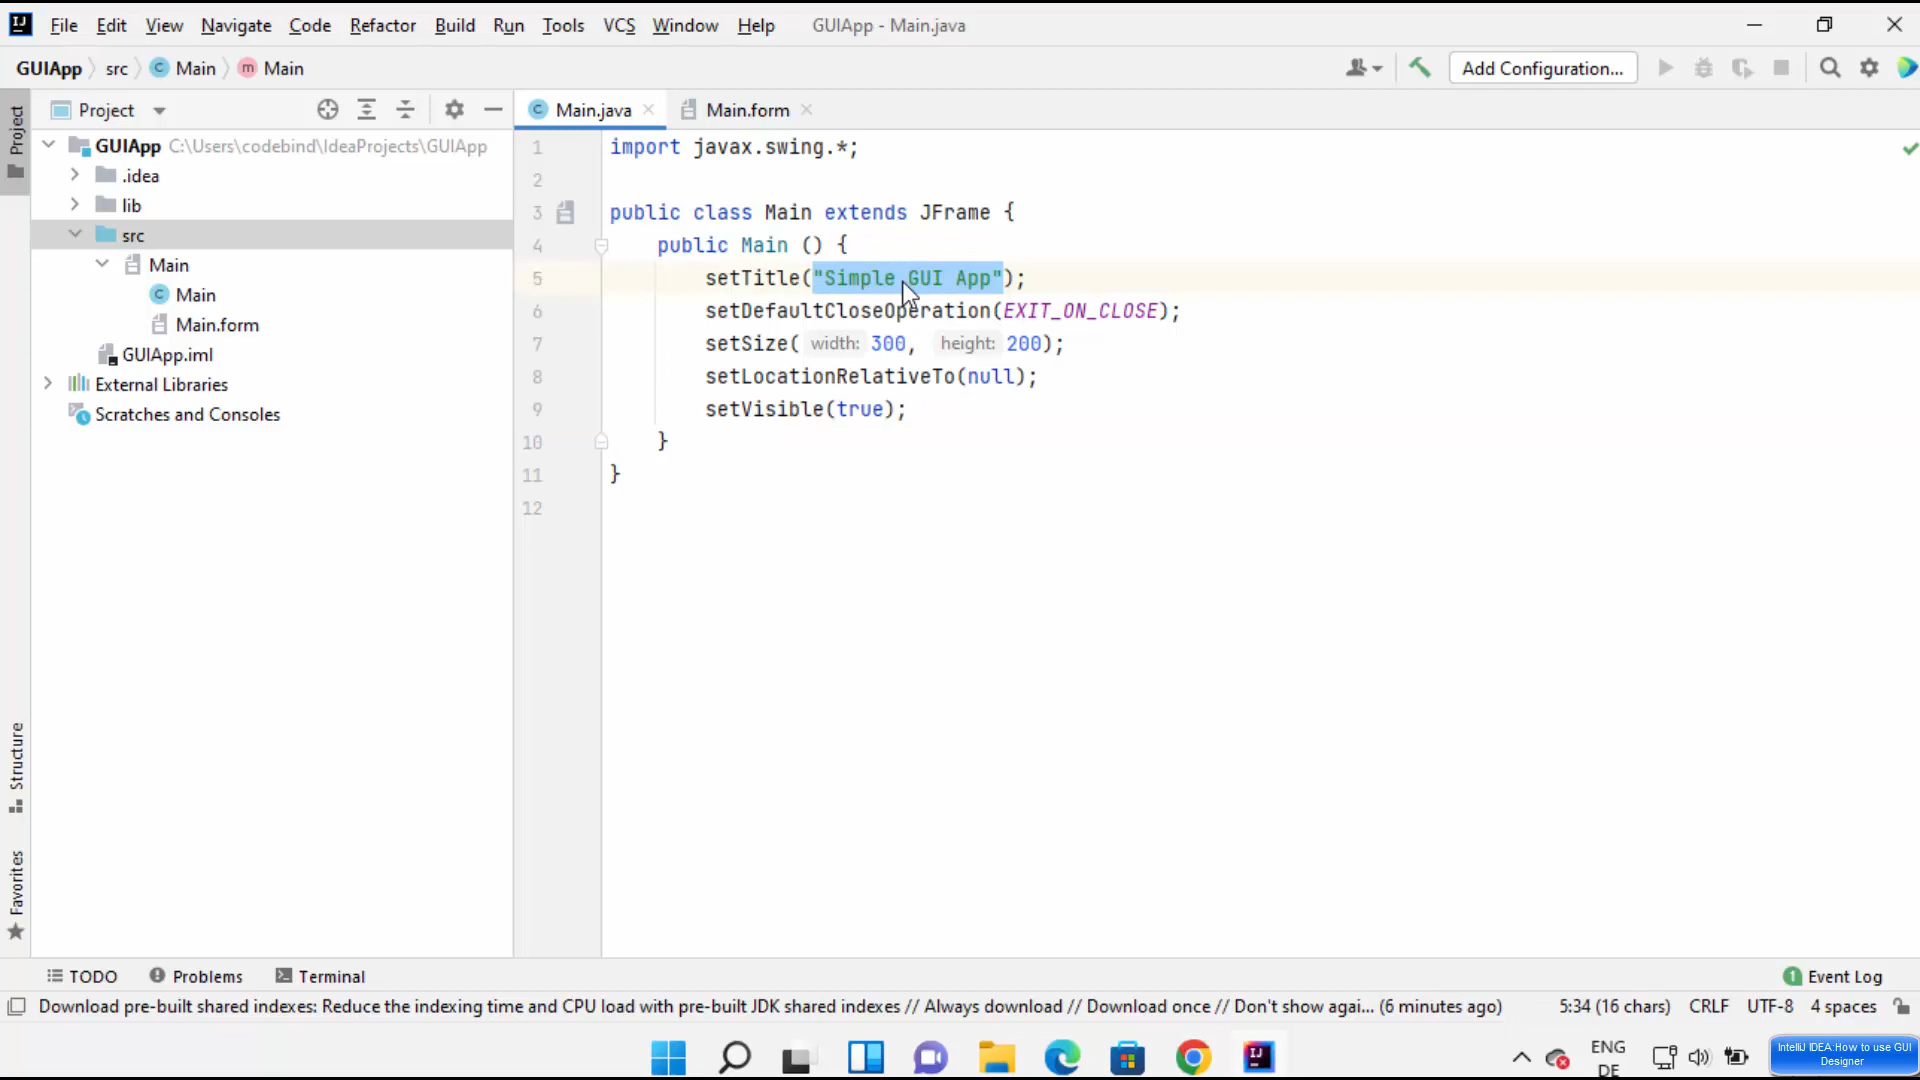 IJ File Edit View Navigate Code Refactor Build Run Tools VCS Window Help GUIApp - Main.java
GUIApp src C Main m Main Add Configuration...
Project
Project
C Main.java Main.form
GUIApp C:\Users\codebind\IdeaProjects\GUIApp
.idea
lib
src
Main
C Main
Main.form
GUIApp.iml
External Libraries
Scratches and Consoles
1 import javax.swing.*;
2
3 public class Main extends JFrame {
4 public Main () {
5 setTitle("Simple GUI App");
6 setDefaultCloseOperation(EXIT_ON_CLOSE);
7 setSize( width: 300, height: 200);
8 setLocationRelativeTo(null);
9 setVisible(true);
10 }
11 }
12
Structure
Favorites
TODO Problems Terminal 1 Event Log
Download pre-built shared indexes: Reduce the indexing time and CPU load with pre-built JDK shared indexes // Always download // Download once // Don't show agai... (6 minutes ago) 5:34 (16 chars) CRLF UTF-8 4 spaces
IJ
ENG
DE
IntelliJ IDEA:How to use GUI
Designer